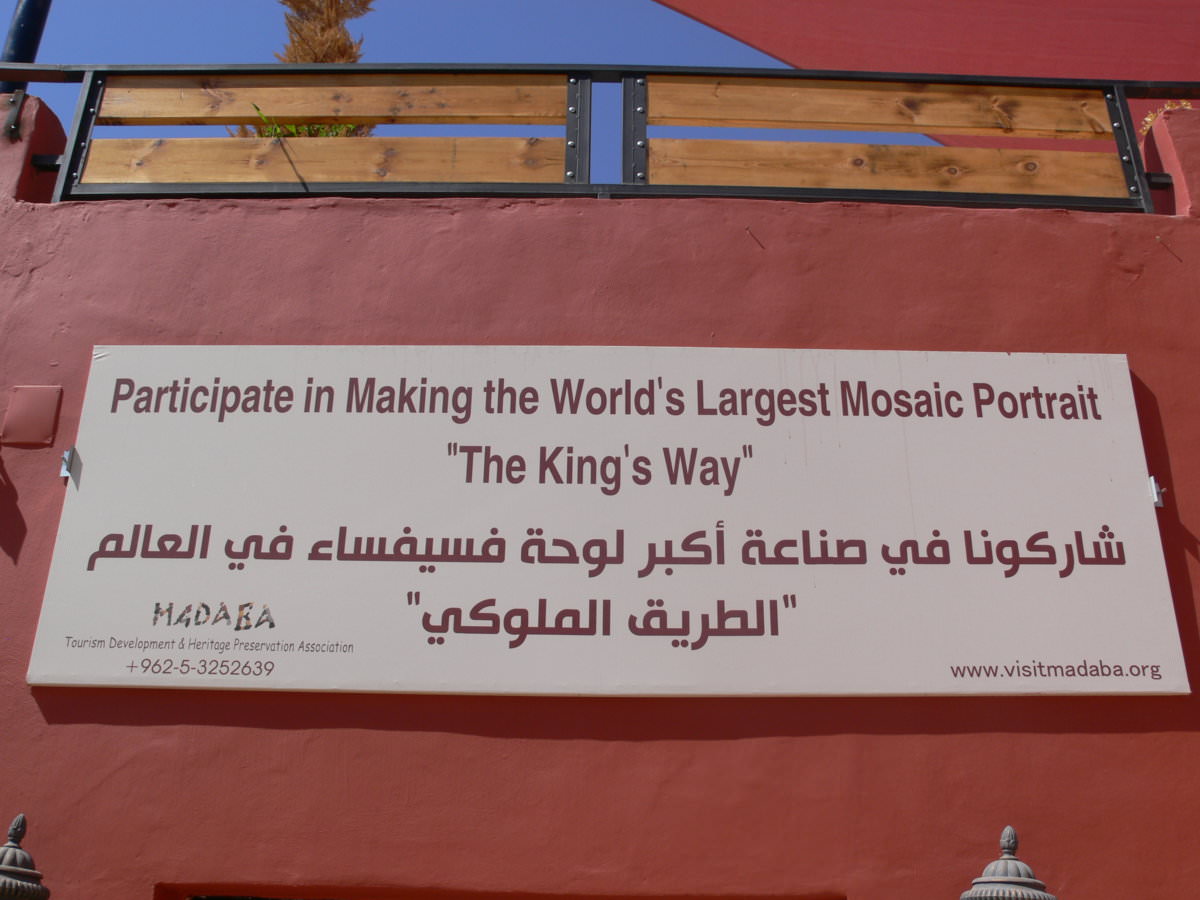 Participate in Making the World's Largest Mosaic Portrait
"The King's Way"
شاركونا في صناعة أكبر لوحة فسيفساء في العالم
"الطريق الملوكي"
MADABA
Tourism Development & Heritage Preservation Association
+962-5-3252639
www.visitmadaba.org